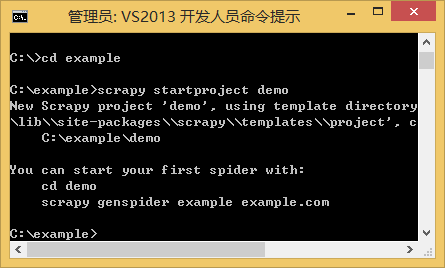 管理员: VS2013 开发人员命令提示
C:\>cd example
C:\example>scrapy startproject demo
New Scrapy project 'demo', using template directory
\lib\\site-packages\\scrapy\\templates\\project', c
C:\example\demo
You can start your first spider with:
cd demo
scrapy genspider example example.com
C:\example>